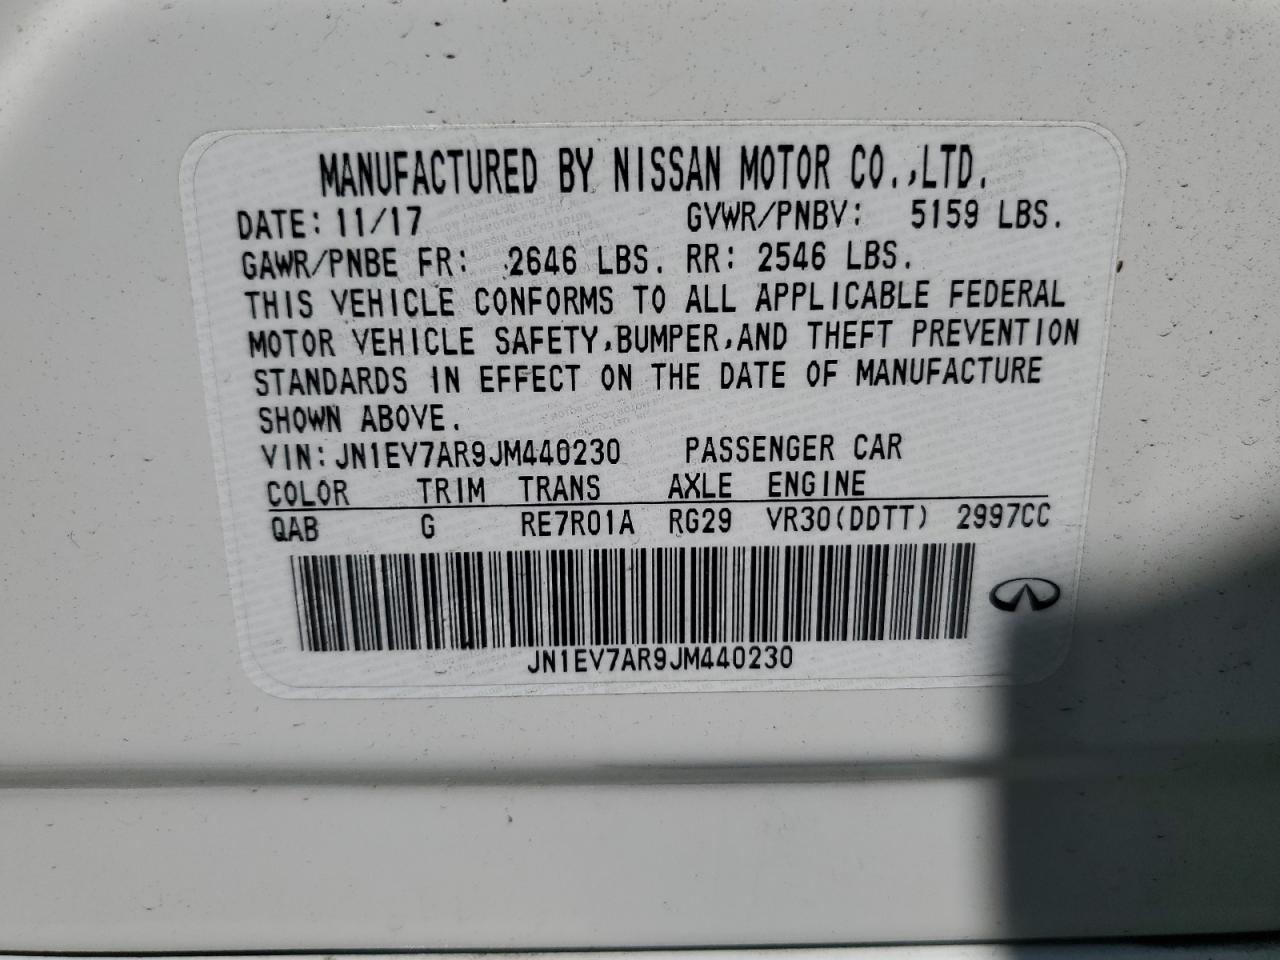 MANUFACTURED BY NISSAN MOTOR CO.,LTD.
DATE: 11/17 GVWR/PNBV: 5159 LBS.
GAWR/PNBE FR: 2646 LBS. RR: 2546 LBS.
THIS VEHICLE CONFORMS TO ALL APPLICABLE FEDERAL
MOTOR VEHICLE SAFETY,BUMPER,AND THEFT PREVENTION
STANDARDS IN EFFECT ON THE DATE OF MANUFACTURE
SHOWN ABOVE.
VIN: JN1EV7AR9JM440230 PASSENGER CAR
COLOR TRIM TRANS AXLE ENGINE
QAB G RE7R01A RG29 VR30(DDTT) 2997CC
JN1EV7AR9JM440230